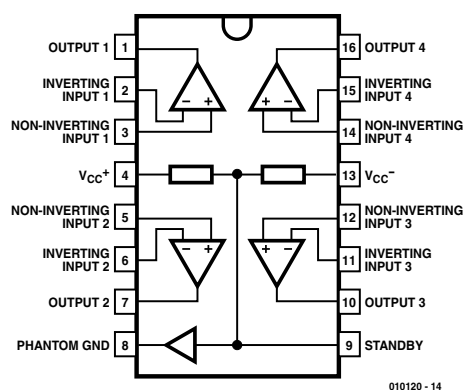 OUTPUT 1
1
16
OUTPUT 4
INVERTING
INPUT 1
2
15
INVERTING
INPUT 4
NON-INVERTING
INPUT 1
3
14
NON-INVERTING
INPUT 4
− +
+ −
VCC+
4
13
VCC−
NON-INVERTING
INPUT 2
5
12
NON-INVERTING
INPUT 3
− +
+ −
INVERTING
INPUT 2
6
11
INVERTING
INPUT 3
OUTPUT 2
7
10
OUTPUT 3
PHANTOM GND
8
9
STANDBY
010120 - 14